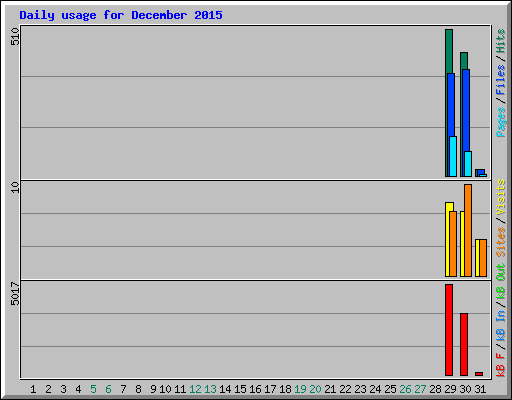 Daily usage for December 2015
510
Pages / Files / Hits
10
Sites / Visits
5017
kB F / kB In / kB Out
1 2 3 4 5 6 7 8 9 10 11 12 13 14 15 16 17 18 19 20 21 22 23 24 25 26 27 28 29 30 31